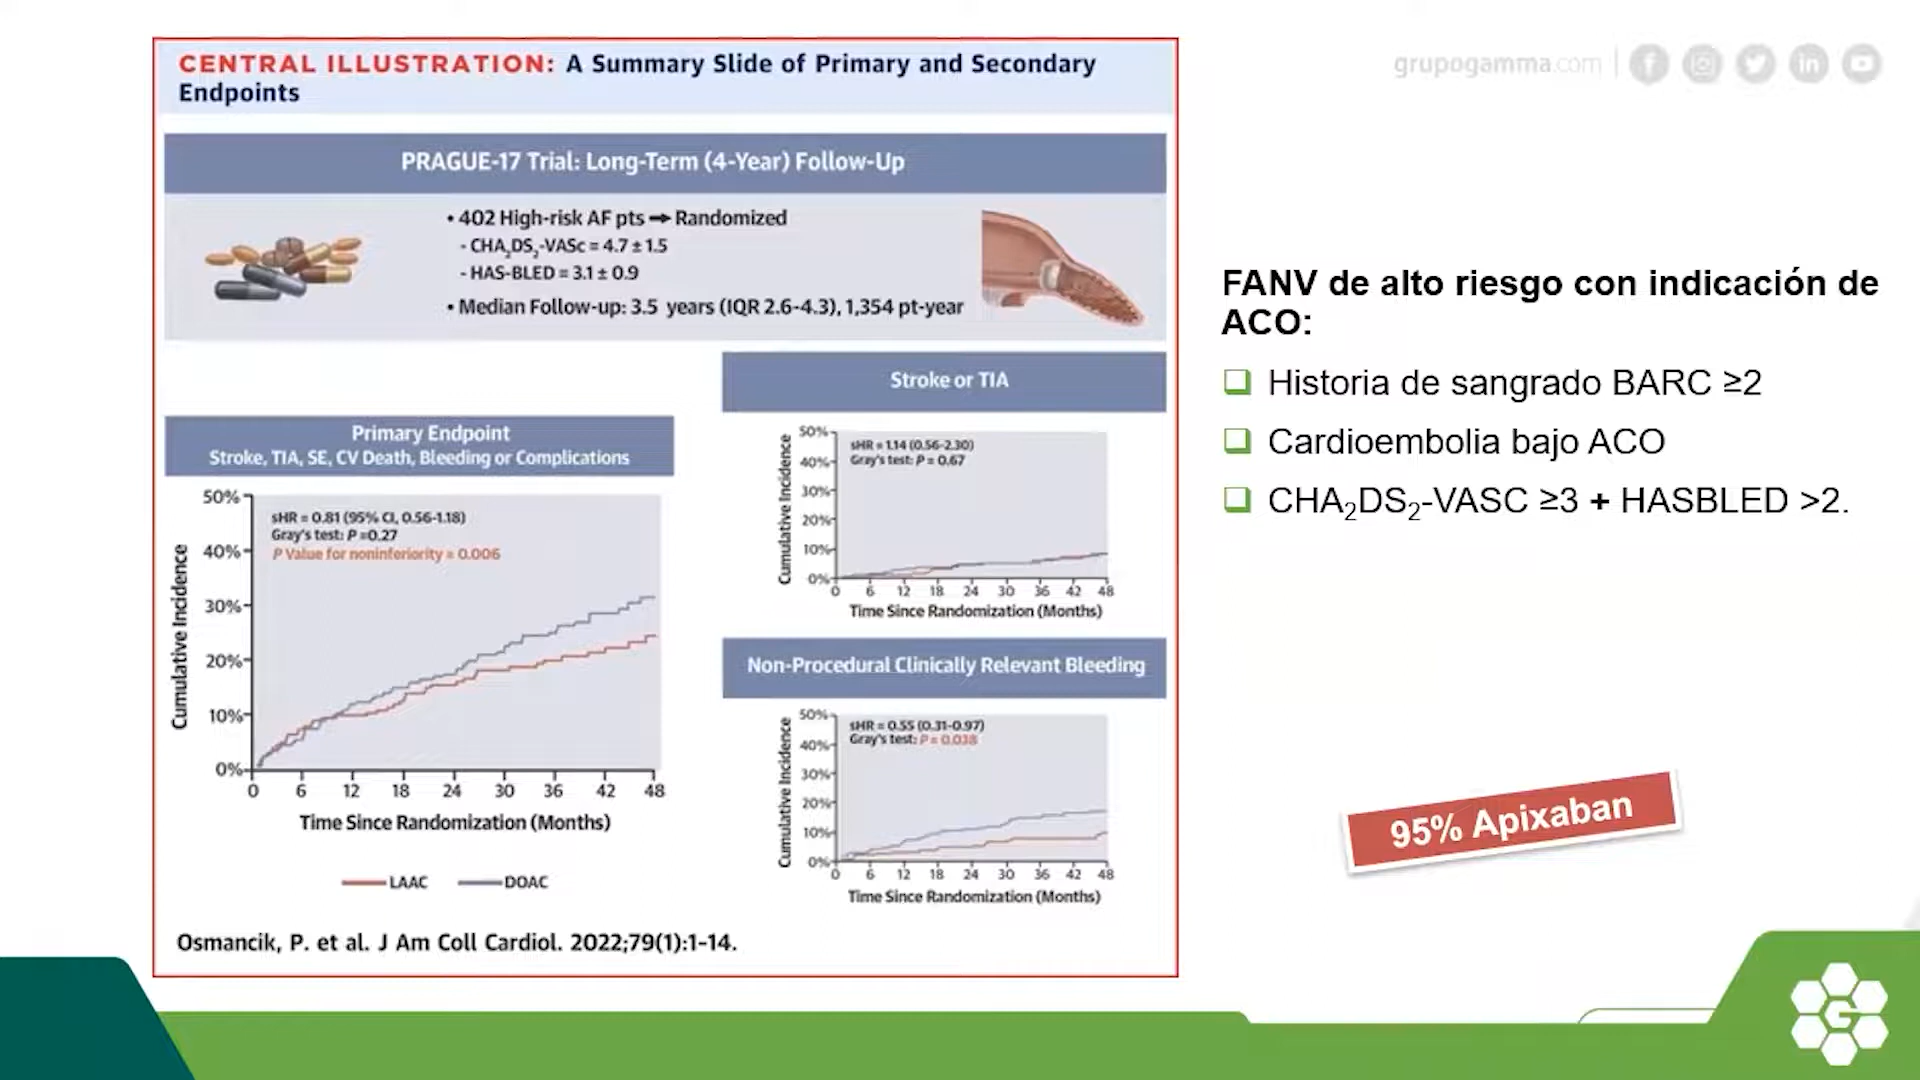 CENTRAL ILLUSTRATION: A Summary Slide of Primary and Secondary
Endpoints
grupogamma.com
PRAGUE-17 Trial: Long-Term (4-Year) Follow-Up
• 402 High-risk AF pts ➞ Randomized
- CHA₂DS₂-VASc = 4.7 ± 1.5
- HAS-BLED = 3.1 ± 0.9
• Median Follow-up: 3.5 years (IQR 2.6-4.3), 1,354 pt-year
Primary Endpoint
Stroke, TIA, SE, CV Death, Bleeding or Complications
50%
40%
30%
20%
10%
0%
Cumulative Incidence
sHR = 0.81 (95% CI, 0.56-1.18)
Gray's test: P =0.27
P Value for noninferiority = 0.006
0 6 12 18 24 30 36 42 48
Time Since Randomization (Months)
LAAC DOAC
Stroke or TIA
50%
40%
30%
20%
10%
0%
Cumulative Incidence
sHR = 1.14 (0.56-2.30)
Gray's test: P = 0.67
0 6 12 18 24 30 36 42 48
Time Since Randomization (Months)
Non-Procedural Clinically Relevant Bleeding
50%
40%
30%
20%
10%
0%
Cumulative Incidence
sHR = 0.55 (0.31-0.97)
Gray's test: P = 0.038
0 6 12 18 24 30 36 42 48
Time Since Randomization (Months)
Osmancik, P. et al. J Am Coll Cardiol. 2022;79(1):1-14.
FANV de alto riesgo con indicación de
ACO:
Historia de sangrado BARC ≥2
Cardioembolia bajo ACO
CHA₂DS₂-VASC ≥3 + HASBLED >2.
95% Apixaban
G